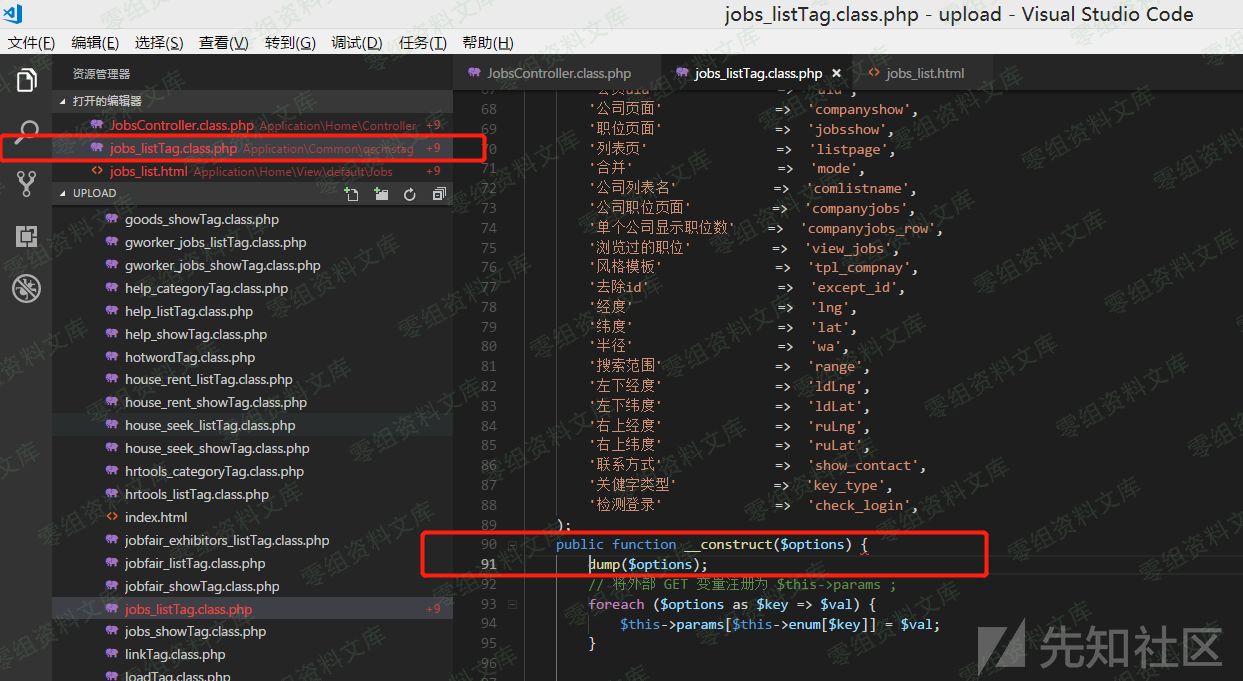 jobs_listTag.class.php - upload - Visual Studio Code
文件(F) 编辑(E) 选择(S) 查看(V) 转到(G) 调试(D) 任务(T) 帮助(H)
资源管理器
打开的编辑器
JobsController.class.php Application\Home\Controller +9
jobs_listTag.class.php Application\Common\qscmstag +9
jobs_list.html Application\Home\View\default\Jobs +9
UPLOAD
goods_showTag.class.php
gworker_jobs_listTag.class.php
gworker_jobs_showTag.class.php
help_categoryTag.class.php
help_listTag.class.php
help_showTag.class.php
hotwordTag.class.php
house_rent_listTag.class.php
house_rent_showTag.class.php
house_seek_listTag.class.php
house_seek_showTag.class.php
hrtools_categoryTag.class.php
hrtools_listTag.class.php
index.html
jobfair_exhibitors_listTag.class.php
jobfair_listTag.class.php
jobfair_showTag.class.php
jobs_listTag.class.php +9
jobs_showTag.class.php
linkTag.class.php
loadTag.class.php
JobsController.class.php jobs_listTag.class.php × jobs_list.html
67 '会员uid' => 'uid',
68 '公司页面' => 'companyshow',
69 '职位页面' => 'jobsshow',
70 '列表页' => 'listpage',
71 '合并' => 'mode',
72 '公司列表名' => 'comlistname',
73 '公司职位页面' => 'companyjobs',
74 '单个公司显示职位数' => 'companyjobs_row',
75 '浏览过的职位' => 'view_jobs',
76 '风格模板' => 'tpl_compnay',
77 '去除id' => 'except_id',
78 '经度' => 'lng',
79 '纬度' => 'lat',
80 '半径' => 'wa',
81 '搜索范围' => 'range',
82 '左下经度' => 'ldLng',
83 '左下纬度' => 'ldLat',
84 '右上经度' => 'ruLng',
85 '右上纬度' => 'ruLat',
86 '联系方式' => 'show_contact',
87 '关健字类型' => 'key_type',
88 '检测登录' => 'check_login',
89 );
90 public function __construct($options) {
91 dump($options);
92 // 将外部 GET 变量注册为 $this->params ;
93 foreach ($options as $key => $val) {
94 $this->params[$this->enum[$key]] = $val;
95 }
96
先知社区
零组资料文库